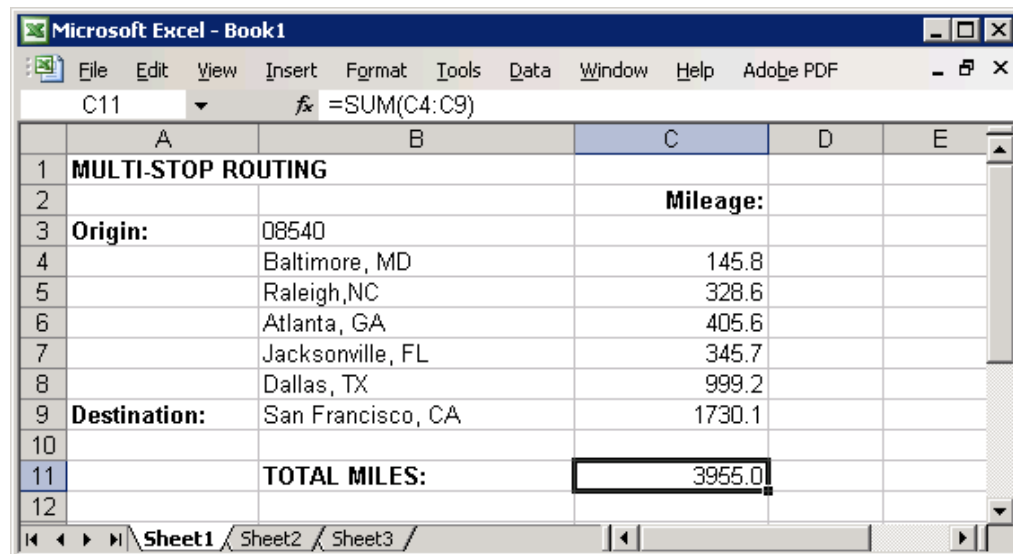 Microsoft Excel - Book1
File Edit View Insert Format Tools Data Window Help Adobe PDF
C11 fx =SUM(C4:C9)
A B C D E
1 MULTI-STOP ROUTING
2 Mileage:
3 Origin: 08540
4 Baltimore, MD 145.8
5 Raleigh,NC 328.6
6 Atlanta, GA 405.6
7 Jacksonville, FL 345.7
8 Dallas, TX 999.2
9 Destination: San Francisco, CA 1730.1
10
11 TOTAL MILES: 3955.0
12
Sheet1 Sheet2 Sheet3